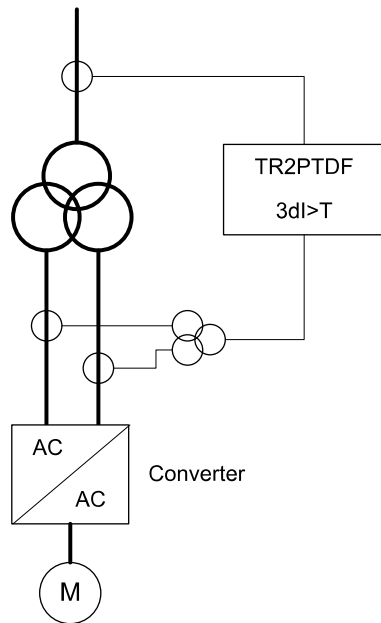 TR2PTDF
3dI>T
AC
AC
Converter
M